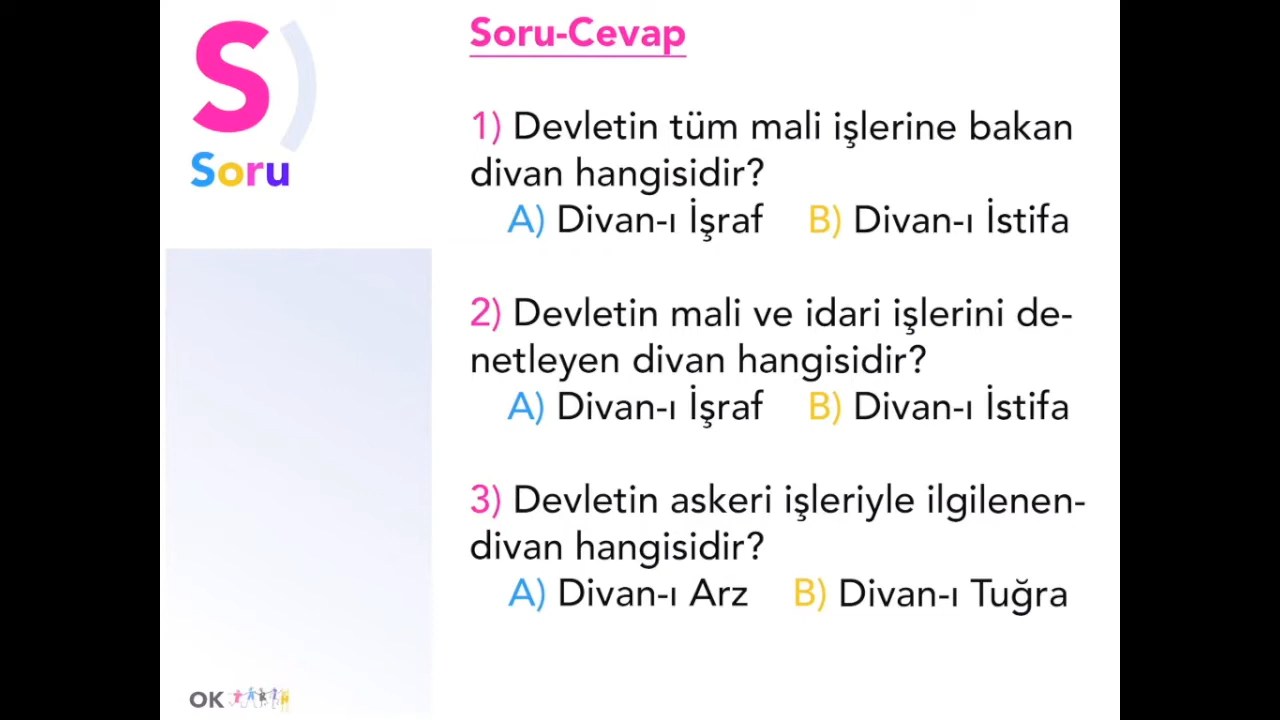 S)
Soru
Soru-Cevap
1) Devletin tüm mali işlerine bakan
divan hangisidir?
A) Divan-ı İşraf B) Divan-ı İstifa
2) Devletin mali ve idari işlerini de-
netleyen divan hangisidir?
A) Divan-ı İşraf B) Divan-ı İstifa
3) Devletin askeri işleriyle ilgilenen-
divan hangisidir?
A) Divan-ı Arz B) Divan-ı Tuğra
OK